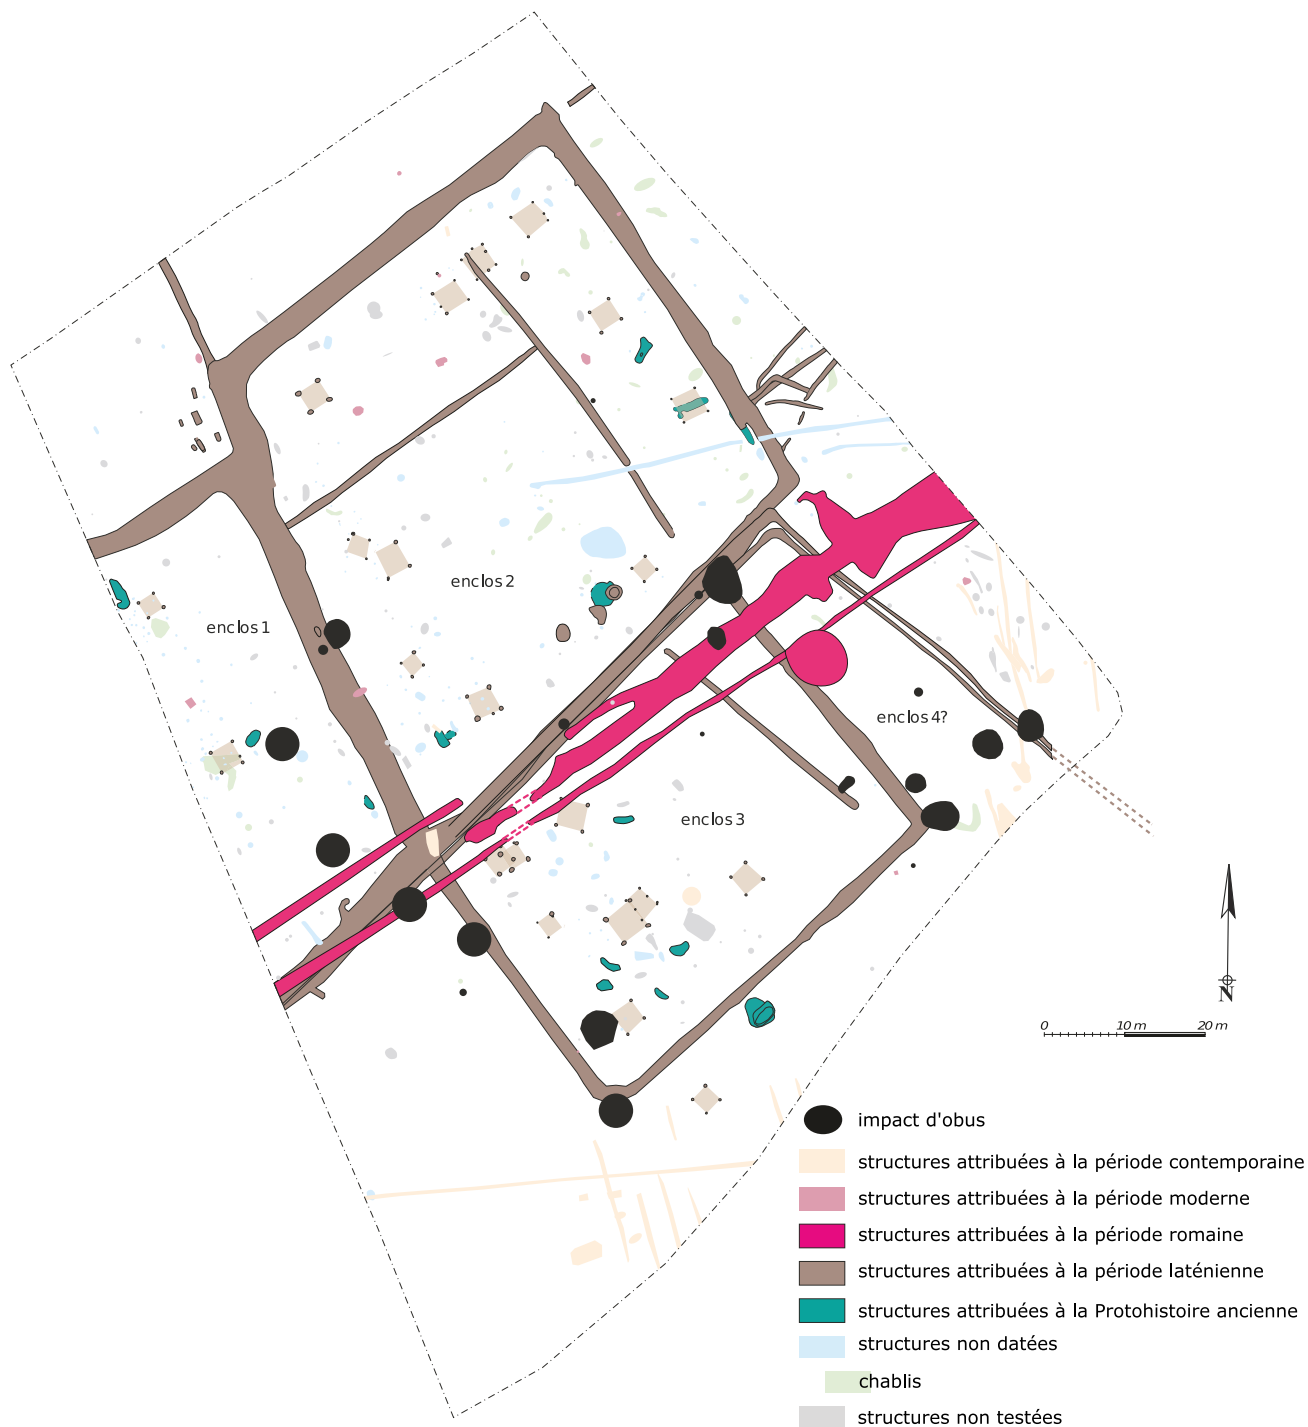 enclos 2
enclos 1
enclos 4?
enclos 3
N
0 10 m 20 m
impact d'obus
structures attribuées à la période contemporaine
structures attribuées à la période moderne
structures attribuées à la période romaine
structures attribuées à la période laténienne
structures attribuées à la Protohistoire ancienne
structures non datées
chablis
structures non testées